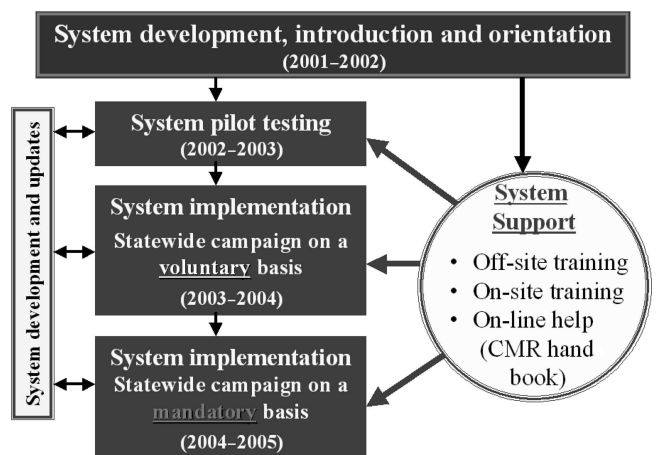 System development, introduction and orientation
(2001–2002)
System development and updates
System pilot testing
(2002–2003)
System implementation
Statewide campaign on a
voluntary basis
(2003–2004)
System implementation
Statewide campaign on a
mandatory basis
(2004–2005)
System
Support
• Off-site training
• On-site training
• On-line help
(CMR hand
book)